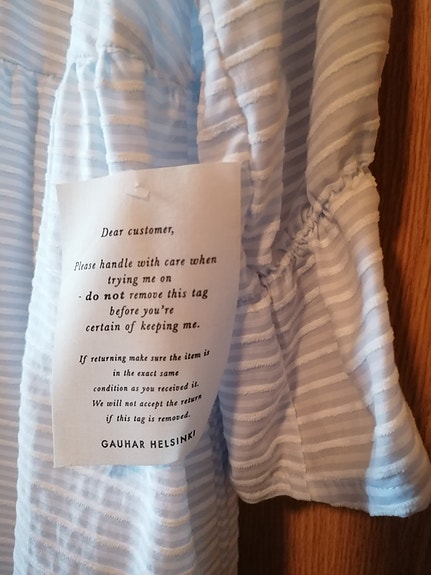 Dear customer,
Please handle with care when
trying me on
- do not remove this tag
before you're
certain of keeping me.
If returning make sure the item is
in the exact same
condition as you received it.
We will not accept the return
if this tag is removed.
GAUHAR HELSINKI